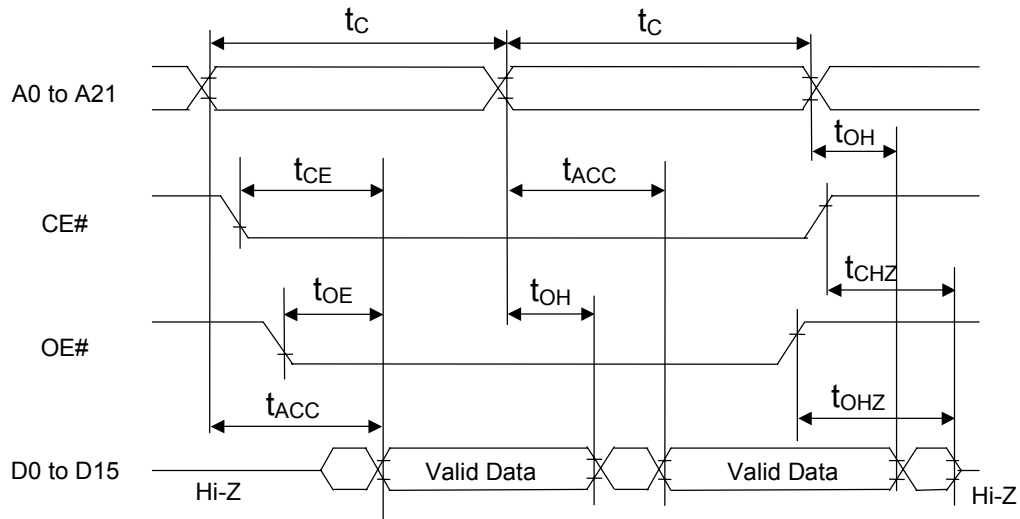 tC tC
A0 to A21
tOH
tCE tACC
CE#
tCHZ
tOE tOH
OE#
tACC tOHZ
D0 to D15 Valid Data Valid Data
Hi-Z Hi-Z